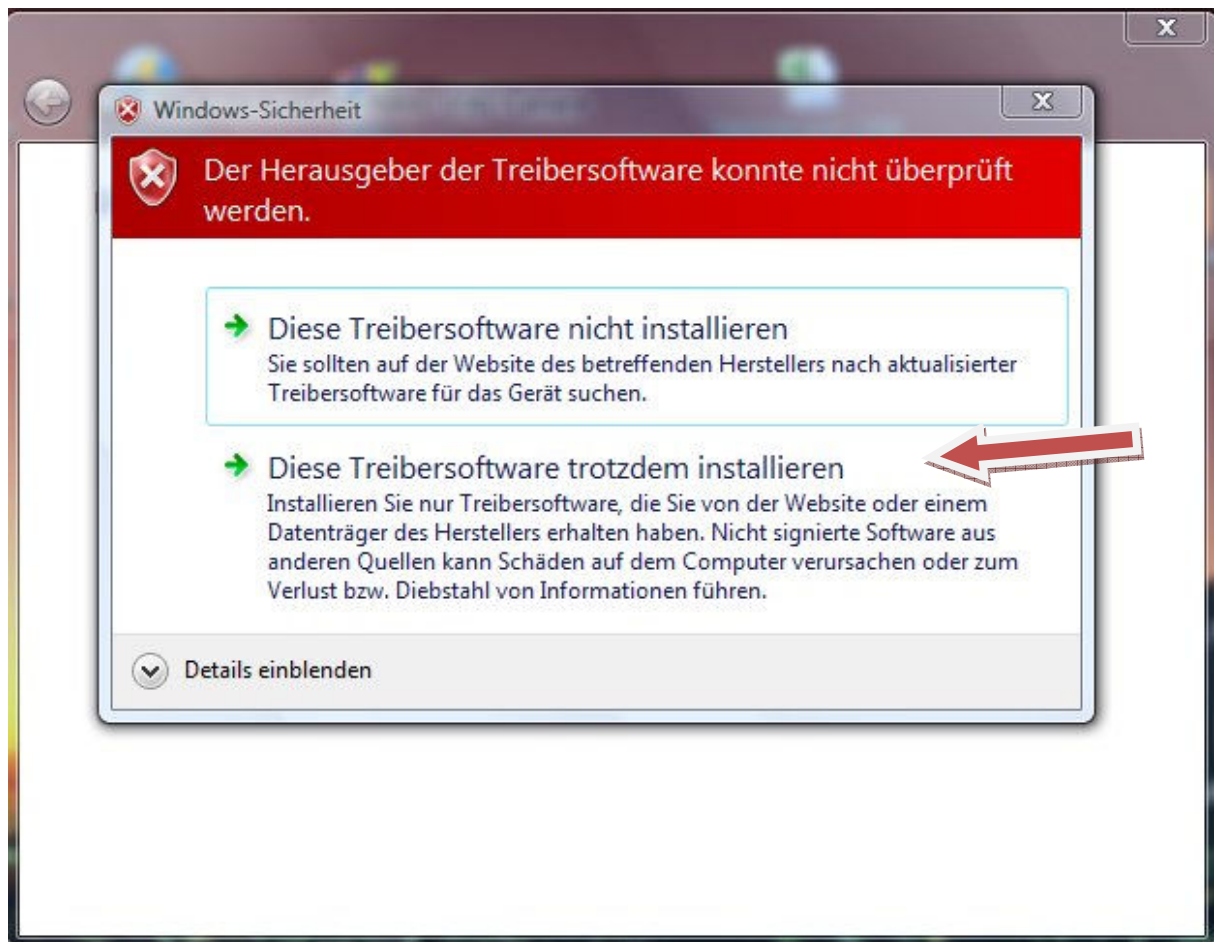 Windows-Sicherheit
Der Herausgeber der Treibersoftware konnte nicht überprüft
werden.
Diese Treibersoftware nicht installieren
Sie sollten auf der Website des betreffenden Herstellers nach aktualisierter
Treibersoftware für das Gerät suchen.
Diese Treibersoftware trotzdem installieren
Installieren Sie nur Treibersoftware, die Sie von der Website oder einem
Datenträger des Herstellers erhalten haben. Nicht signierte Software aus
anderen Quellen kann Schäden auf dem Computer verursachen oder zum
Verlust bzw. Diebstahl von Informationen führen.
Details einblenden